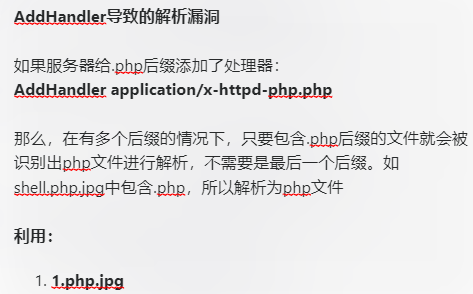 AddHandler导致的解析漏洞
如果服务器给.php后缀添加了处理器：
AddHandler application/x-httpd-php.php
那么，在有多个后缀的情况下，只要包含.php后缀的文件就会被
识别出php文件进行解析，不需要是最后一个后缀。如
shell.php.jpg中包含.php，所以解析为php文件
利用：
1. 1.php.jpg